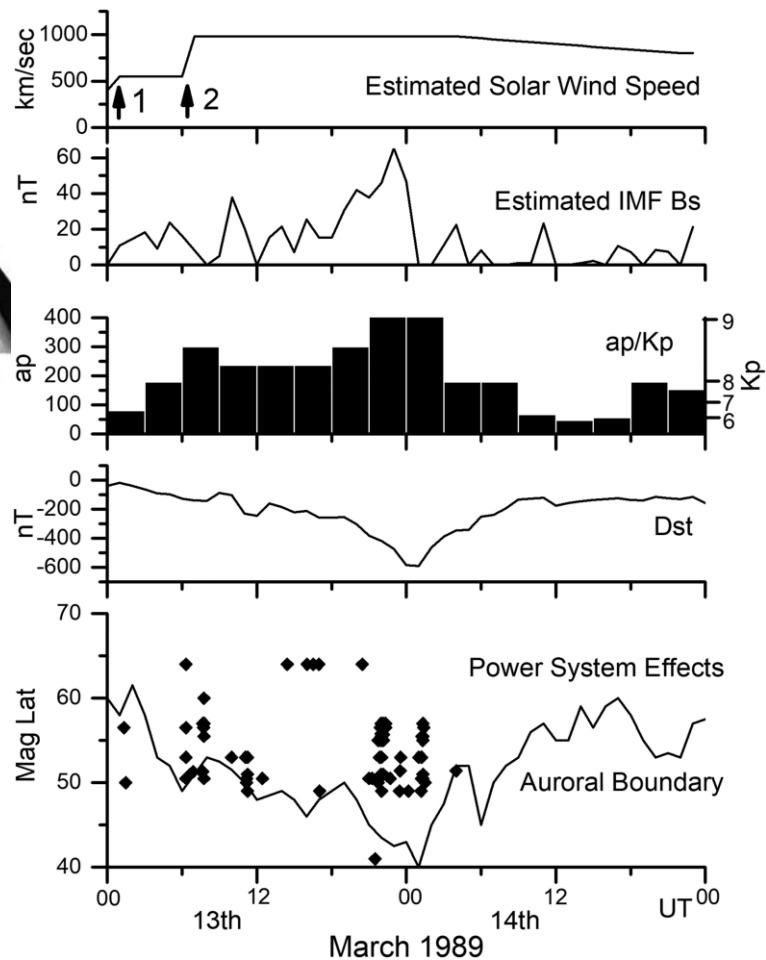 1000
500
0
km/sec
1
2
Estimated Solar Wind Speed
60
40
20
0
nT
Estimated IMF Bs
400
300
200
100
0
ap
ap/Kp
9
8
7
6
Kp
0
-200
-400
-600
nT
Dst
70
60
50
40
Mag Lat
Power System Effects
Auroral Boundary
00 12 00 12 00
13th 14th UT
March 1989